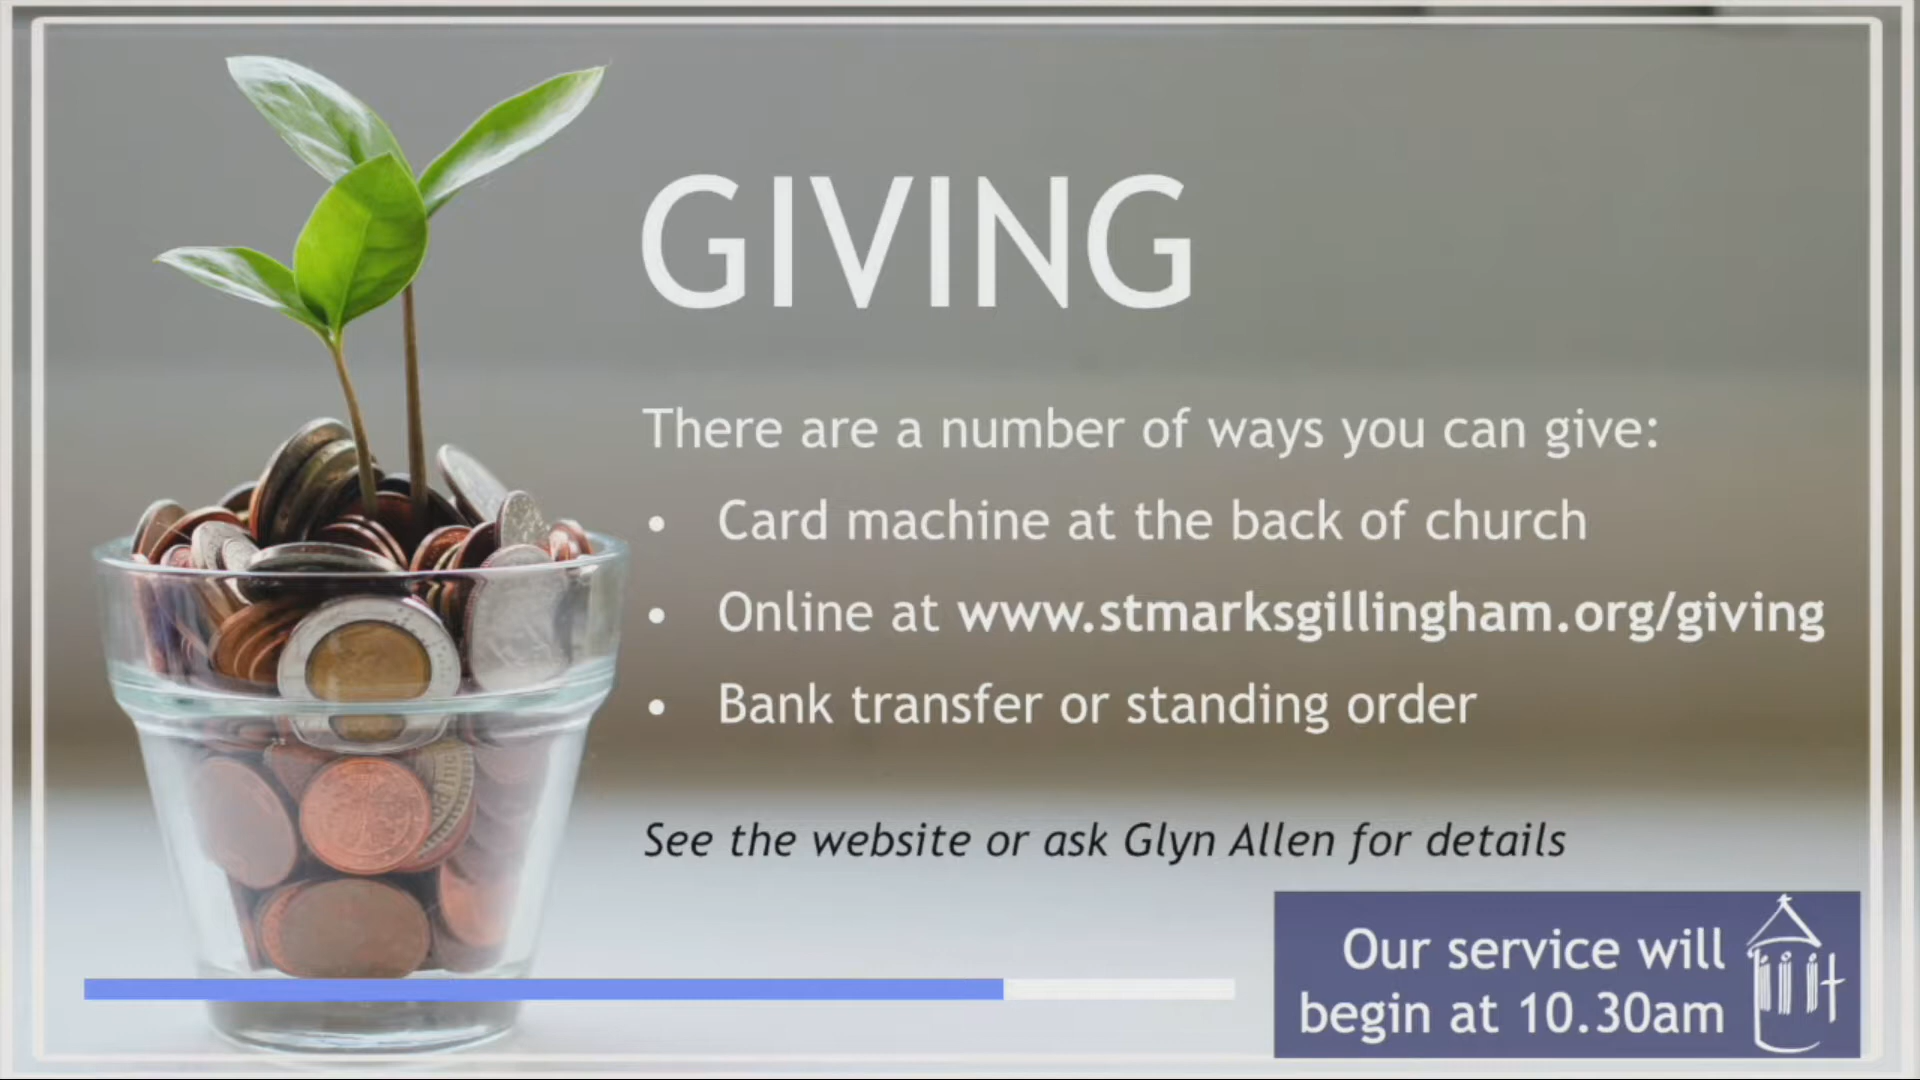 GIVING
There are a number of ways you can give:
• Card machine at the back of church
• Online at www.stmarksgillingham.org/giving
• Bank transfer or standing order
See the website or ask Glyn Allen for details
Our service will
begin at 10.30am